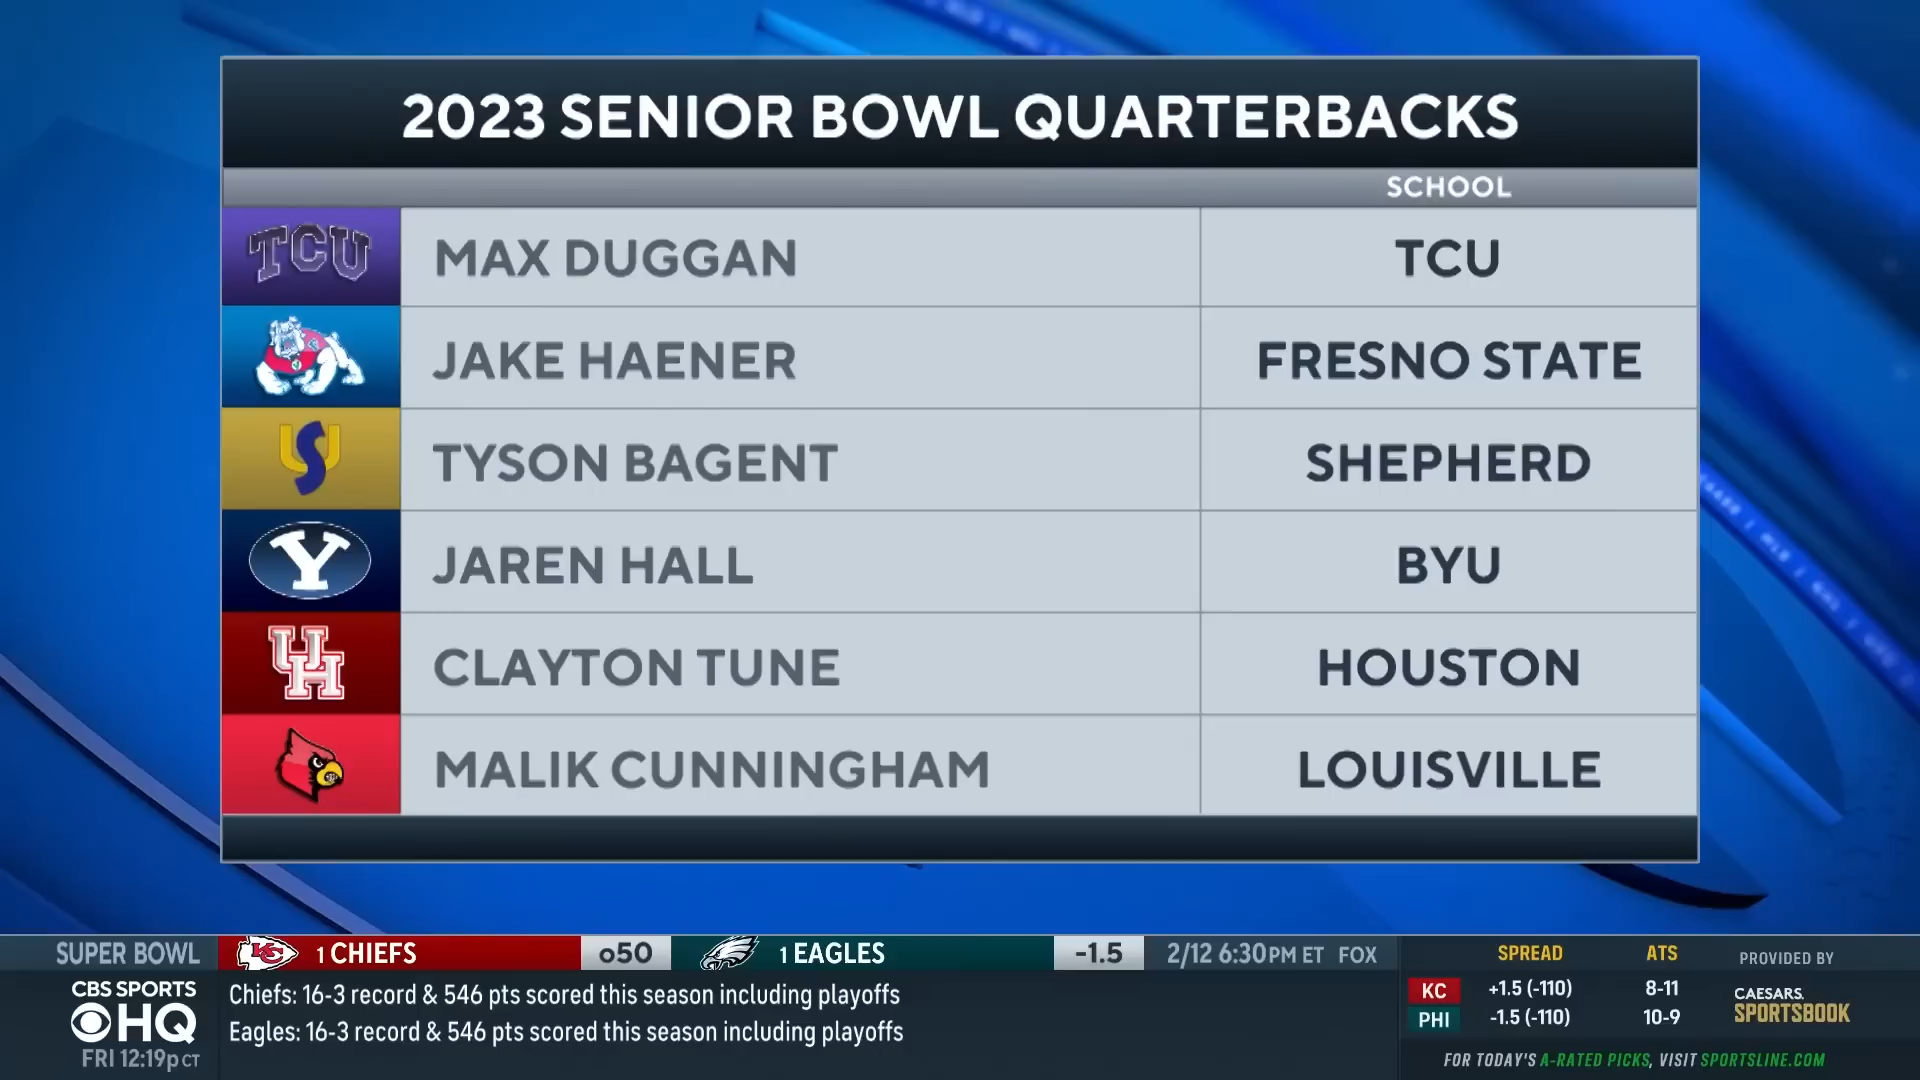 2023 SENIOR BOWL QUARTERBACKS
SCHOOL
TCU MAX DUGGAN TCU
JAKE HAENER FRESNO STATE
TYSON BAGENT SHEPHERD
Y JAREN HALL BYU
UH CLAYTON TUNE HOUSTON
MALIK CUNNINGHAM LOUISVILLE
SUPER BOWL KC 1 CHIEFS o50 1 EAGLES -1.5 2/12 6:30PM ET FOX
CBS SPORTS
HQ
FRI 12:19p CT
Chiefs: 16-3 record & 546 pts scored this season including playoffs
Eagles: 16-3 record & 546 pts scored this season including playoffs
SPREAD ATS
KC +1.5 (-110) 8-11
PHI -1.5 (-110) 10-9
PROVIDED BY
CAESARS
SPORTSBOOK
FOR TODAY'S A-RATED PICKS, VISIT SPORTSLINE.COM